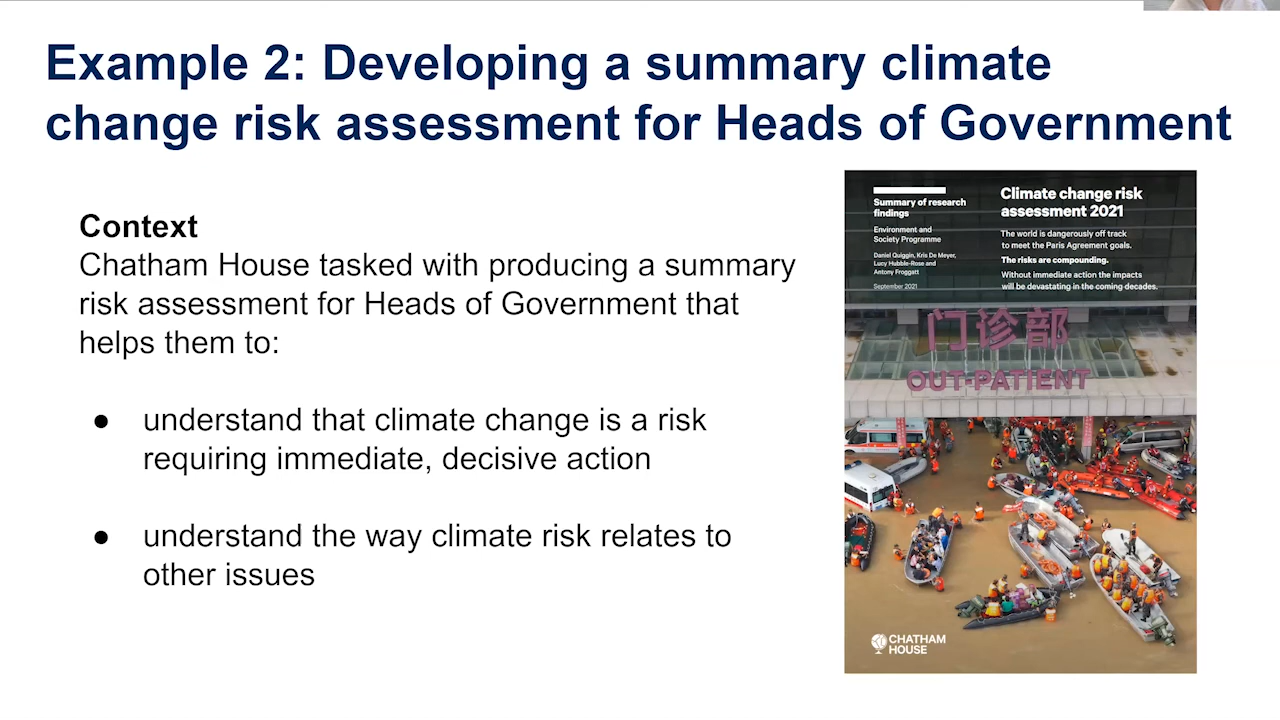 Example 2: Developing a summary climate
change risk assessment for Heads of Government
Context
Chatham House tasked with producing a summary
risk assessment for Heads of Government that
helps them to:
● understand that climate change is a risk
requiring immediate, decisive action
● understand the way climate risk relates to
other issues
Summary of research
findings
Environment and
Society Programme
Daniel Quiggin, Kris De Meyer,
Lucy Hubble-Rose and
Antony Froggatt
September 2021
Climate change risk
assessment 2021
The world is dangerously off track
to meet the Paris Agreement goals.
The risks are compounding.
Without immediate action the impacts
will be devastating in the coming decades.
门诊部
OUT-PATIENT
CHATHAM
HOUSE